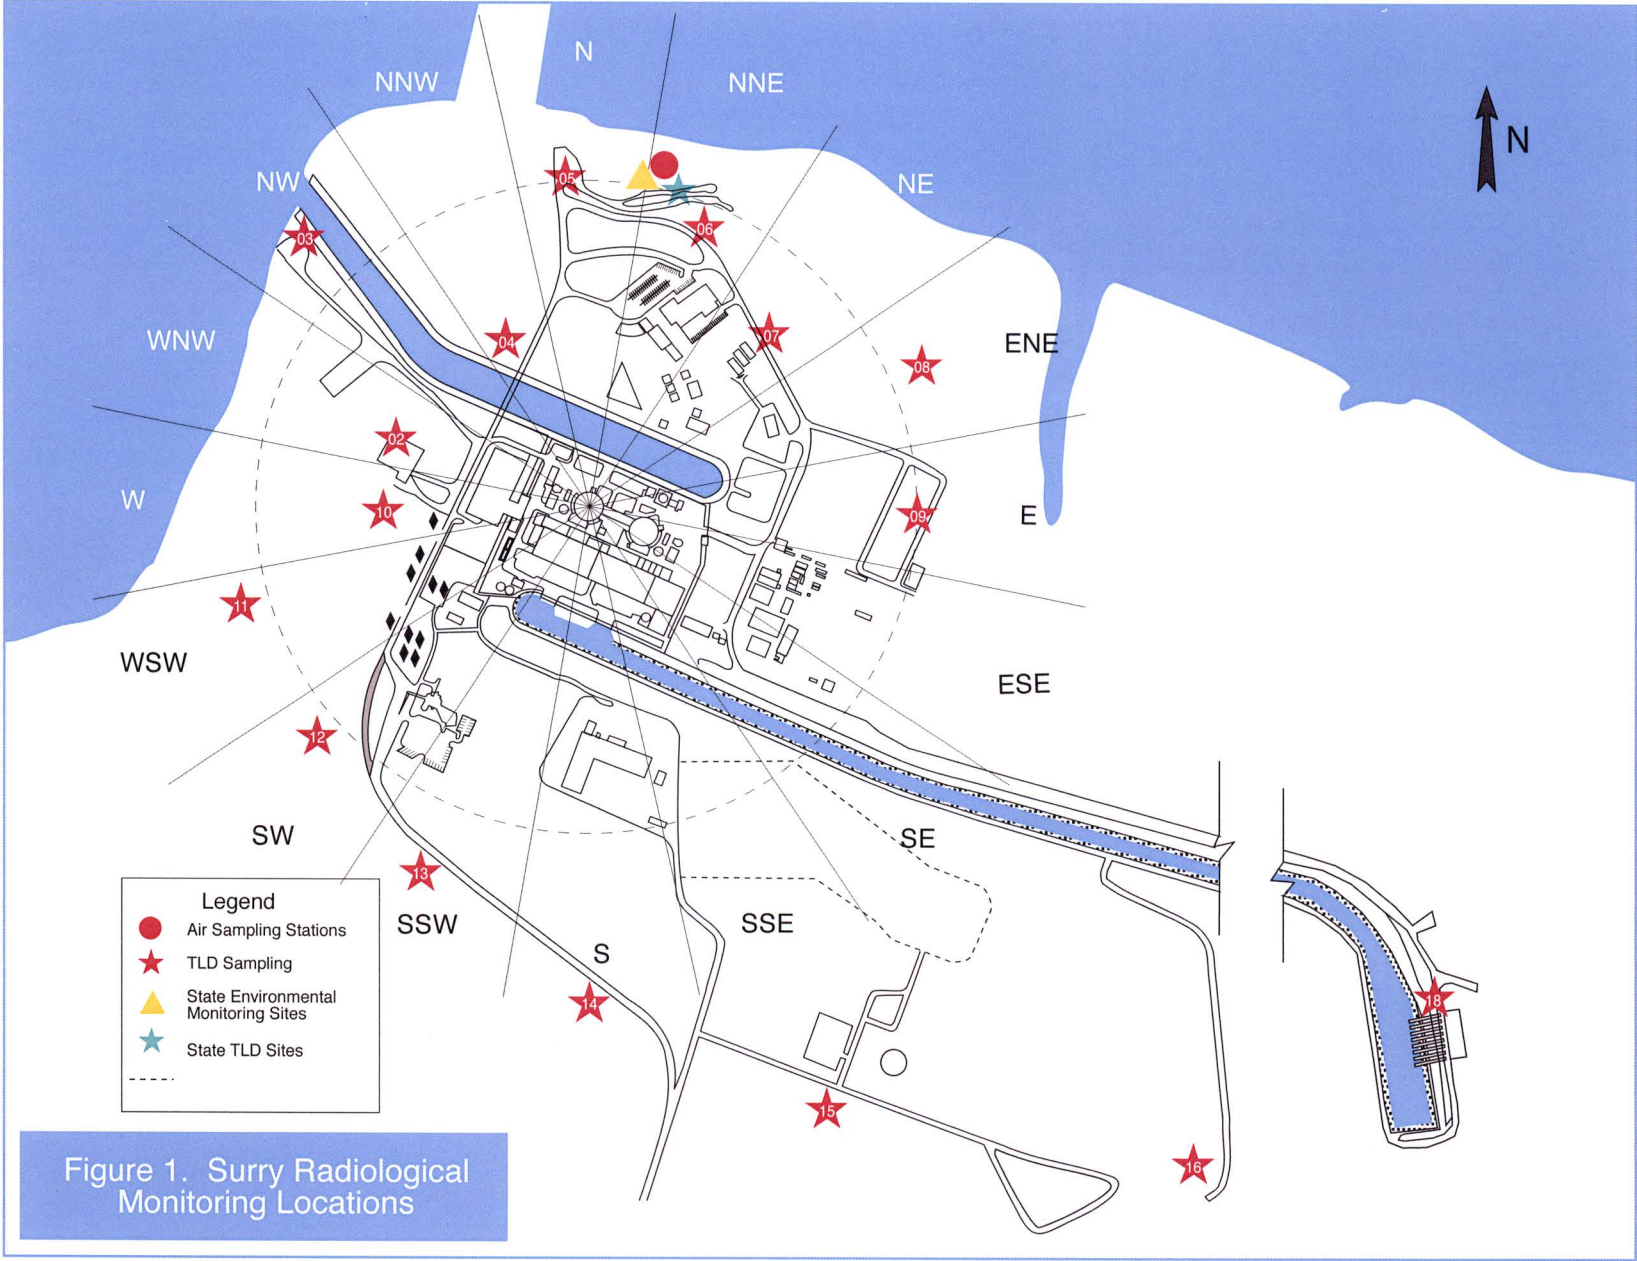 N
NNW
NNE
N
NW
NE
05
06
03
WNW
04
07
ENE
08
02
W
10
09
E
11
WSW
ESE
12
SW
SE
13
Legend
Air Sampling Stations
TLD Sampling
State Environmental
Monitoring Sites
State TLD Sites
SSW
SSE
S
14
18
15
16
Figure 1. Surry Radiological
Monitoring Locations